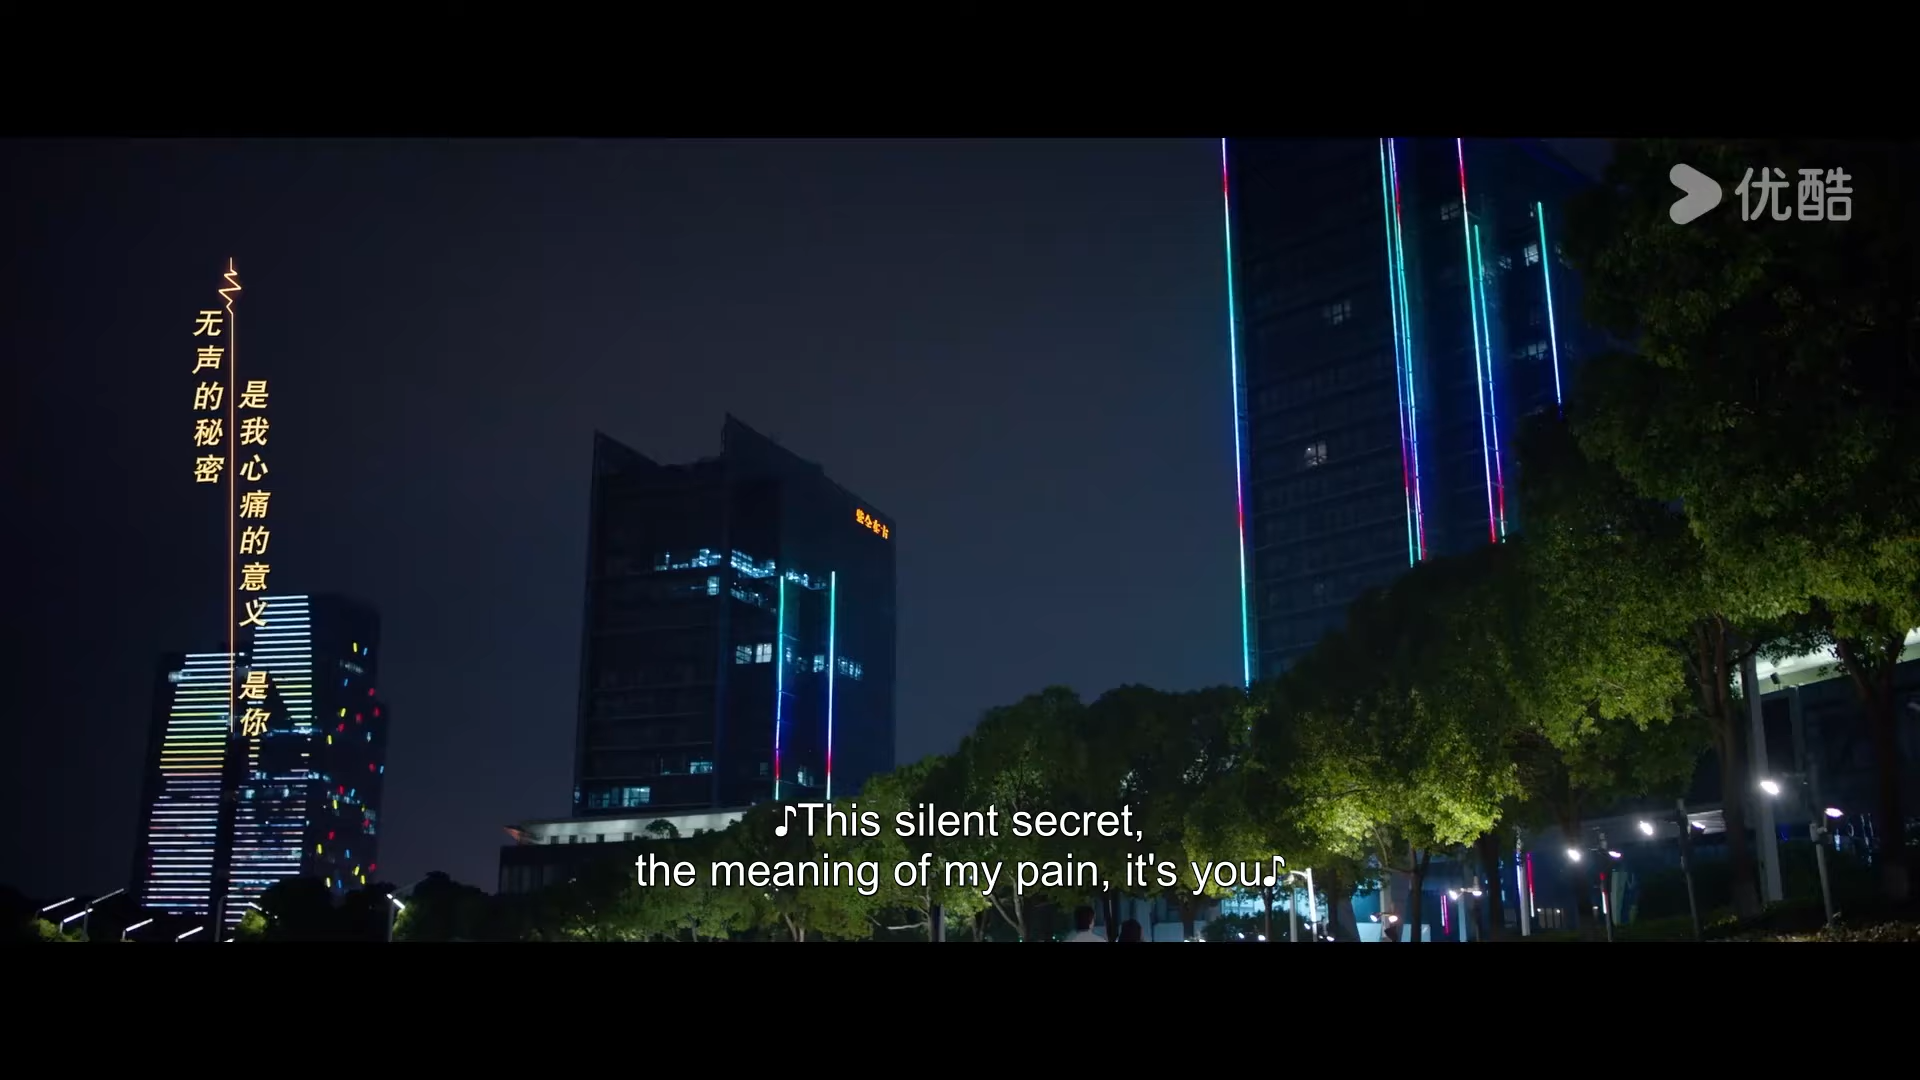 优酷
无声的秘密
是我心痛的意义 是你
♪This silent secret,
the meaning of my pain, it's you♪